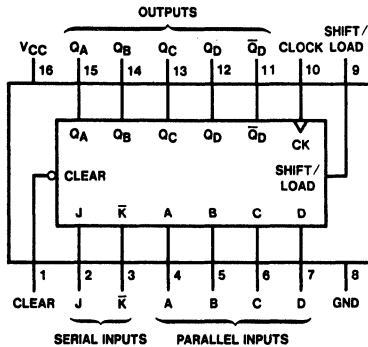 OUTPUTS
VCC QA QB QC QD Q̅D CLOCK SHIFT/LOAD
16 15 14 13 12 11 10 9
QA QB QC QD Q̅D CK
CLEAR SHIFT/LOAD
J K̅ A B C D
1 2 3 4 5 6 7 8
CLEAR J K̅ A B C D GND
SERIAL INPUTS PARALLEL INPUTS